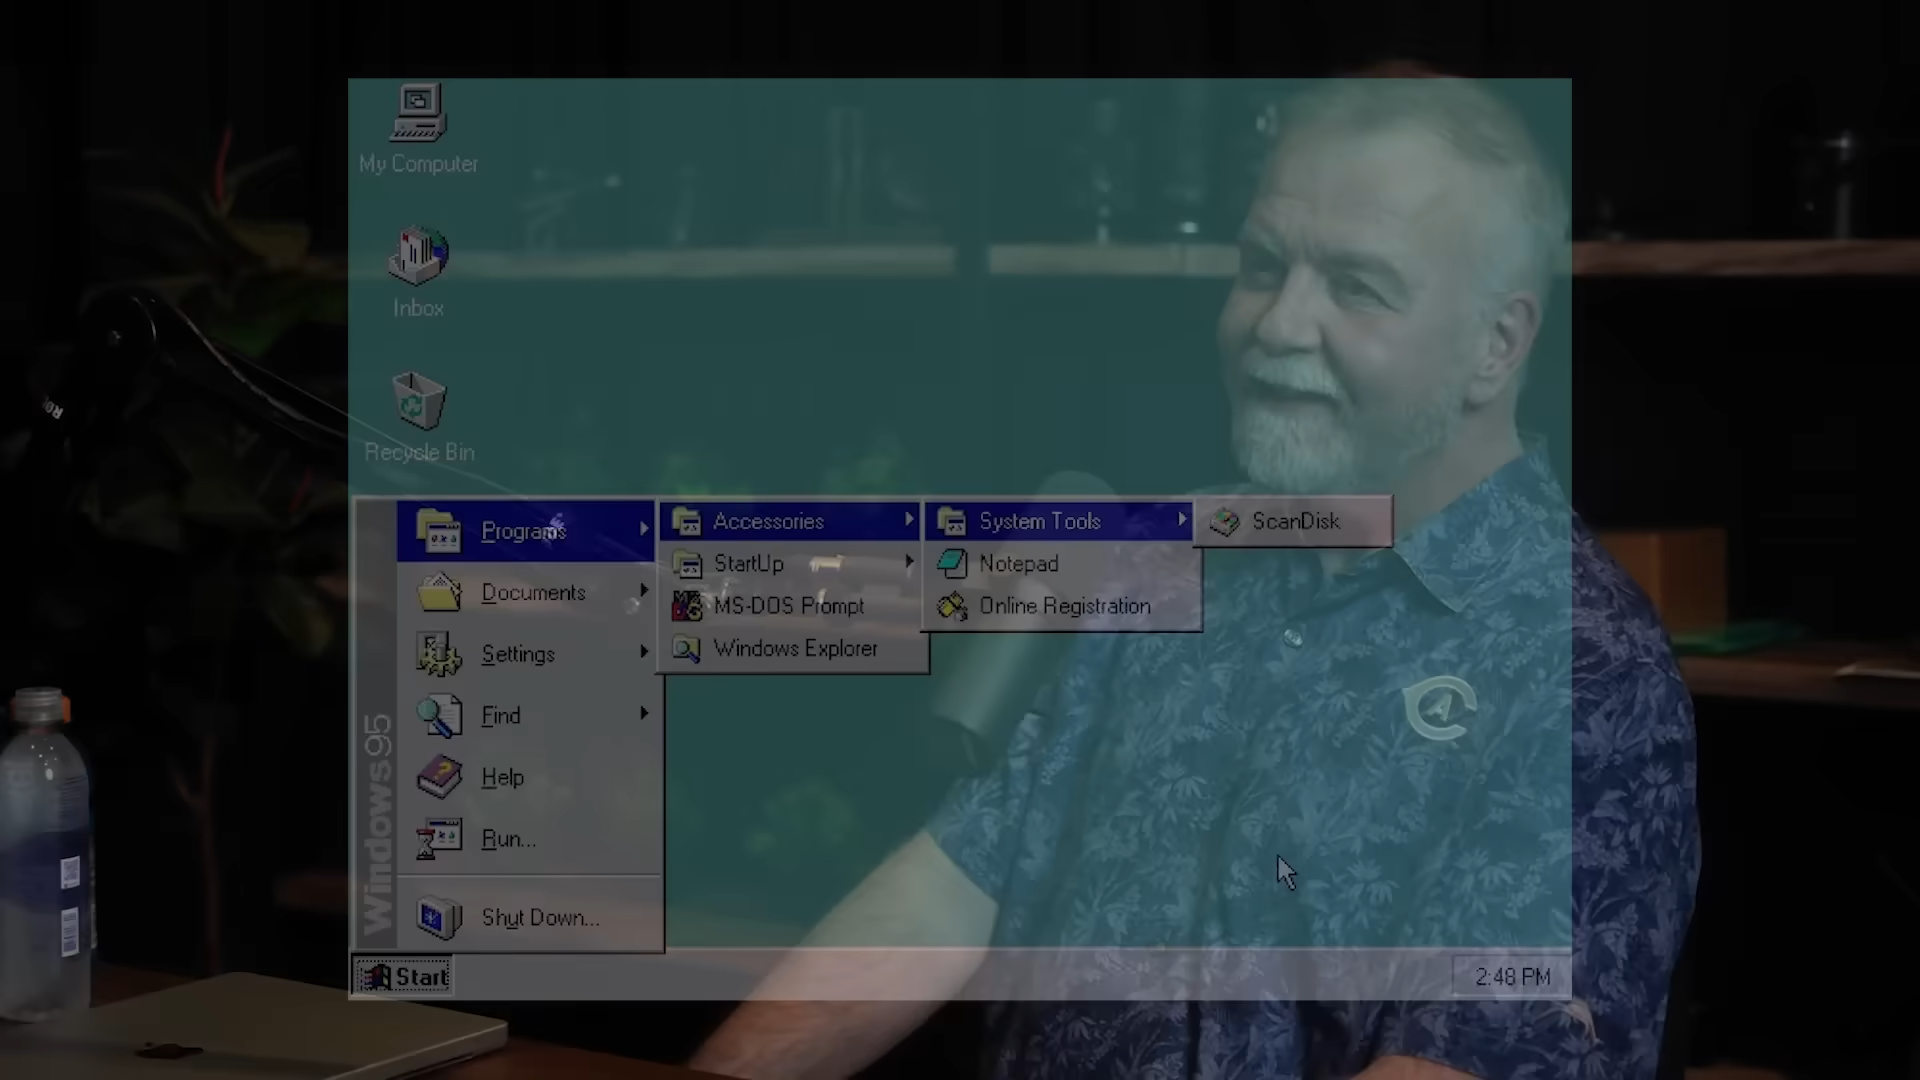 My Computer
Inbox
Recycle Bin
Programs
Documents
Settings
Find
Help
Run...
Shut Down...
Windows95
Accessories
StartUp
MS-DOS Prompt
Windows Explorer
System Tools
Notepad
Online Registration
ScanDisk
Start
2:48 PM